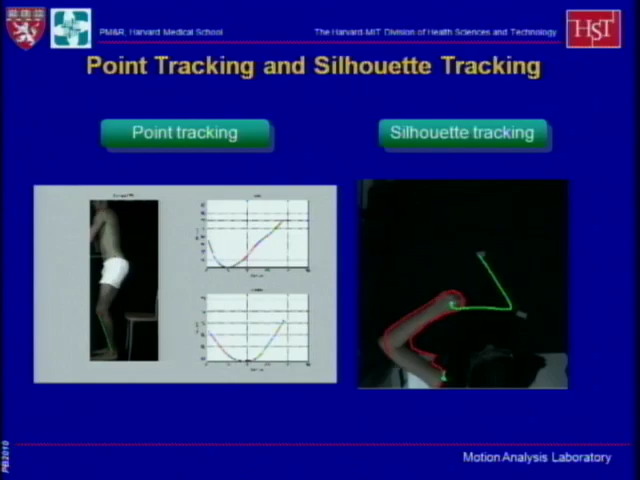 PM&R, Harvard Medical School
The Harvard-MIT Division of Health Sciences and Technology
HST
Point Tracking and Silhouette Tracking
Point tracking
Silhouette tracking
Motion Analysis Laboratory
PB2010